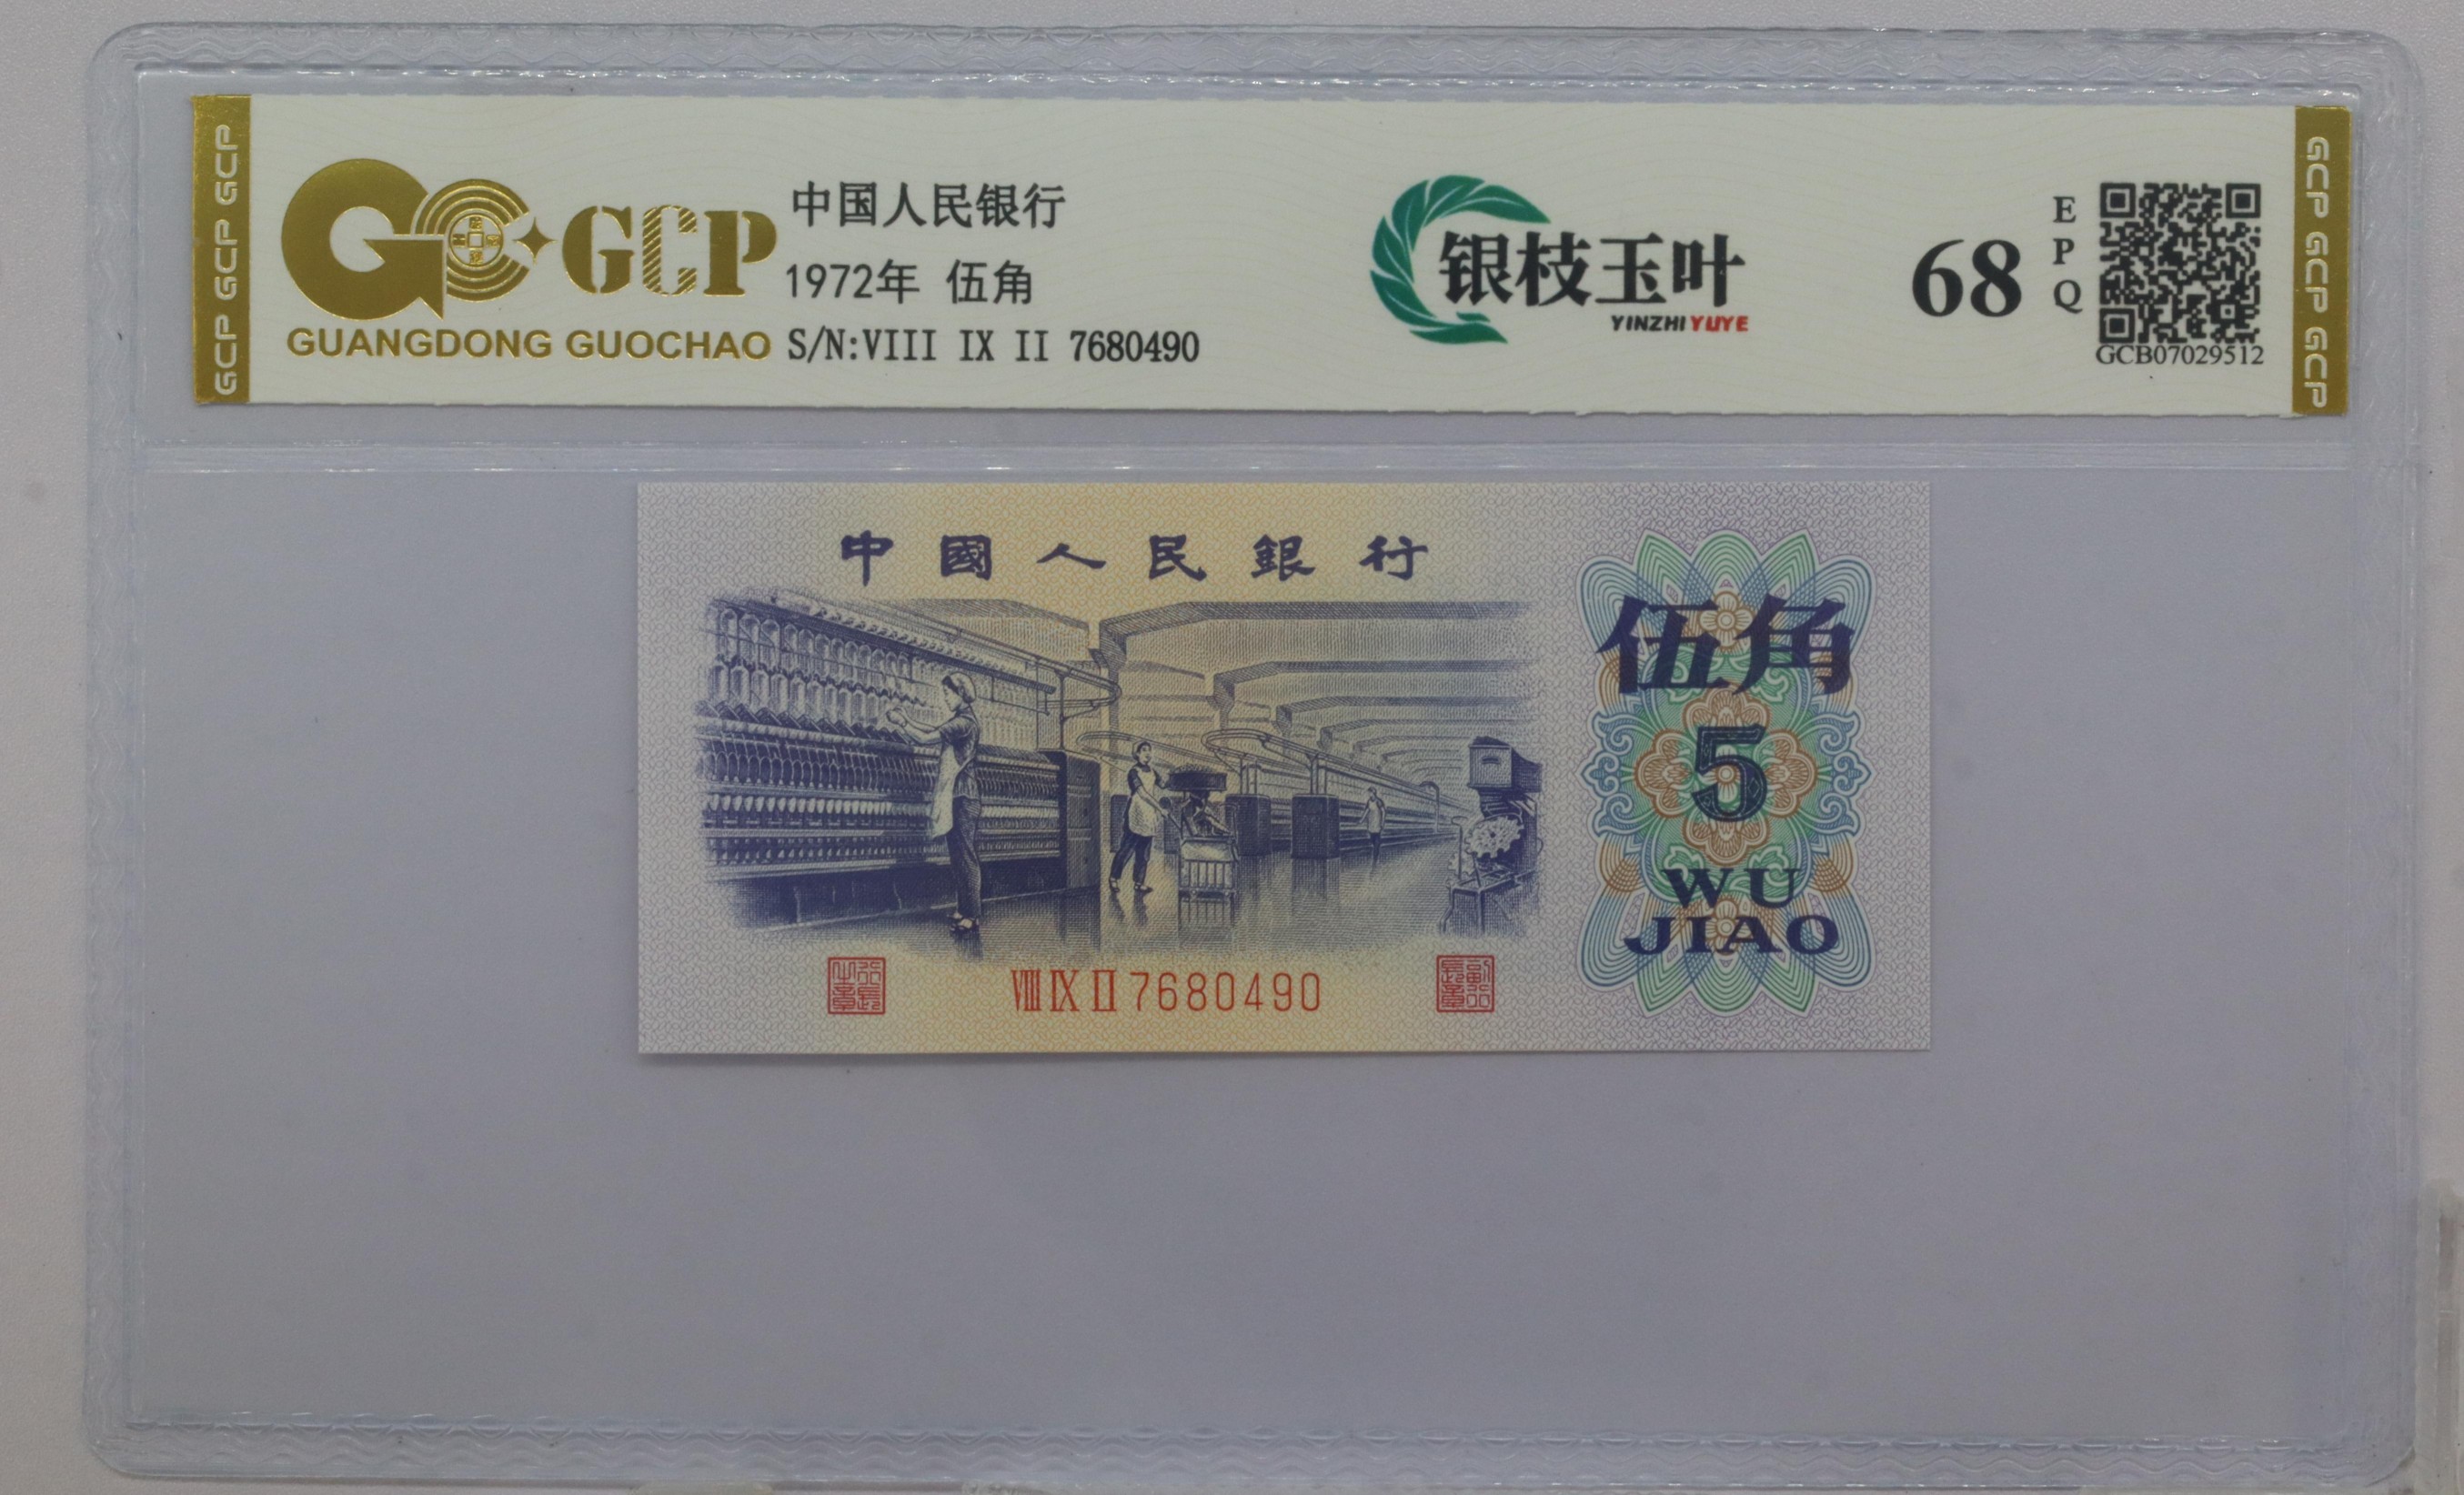 GCP GCP GCP
GCP
GUANGDONG GUOCHAO
中国人民银行
1972年 伍角
S/N:VIII IX II 7680490
银枝玉叶
YINZHI YUYE
68
EPQ
GCB07029512
GCP GCP GCP
中國人民銀行
伍角
5
WU
JIAO
VIII IX II 7680490